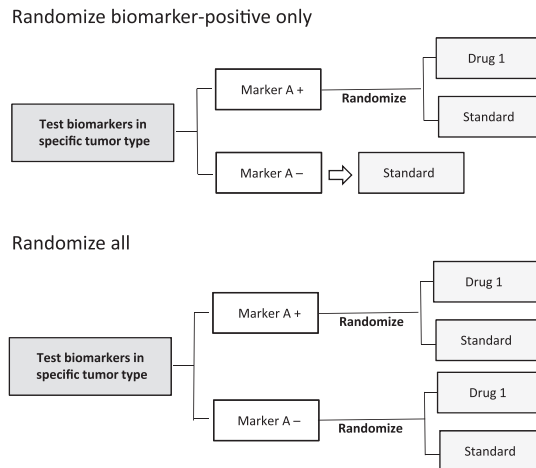 Randomize biomarker-positive only
Drug 1
Marker A +
Randomize
Standard
Test biomarkers in
specific tumor type
Marker A –
Standard
Randomize all
Drug 1
Marker A +
Randomize
Standard
Test biomarkers in
specific tumor type
Drug 1
Marker A –
Randomize
Standard